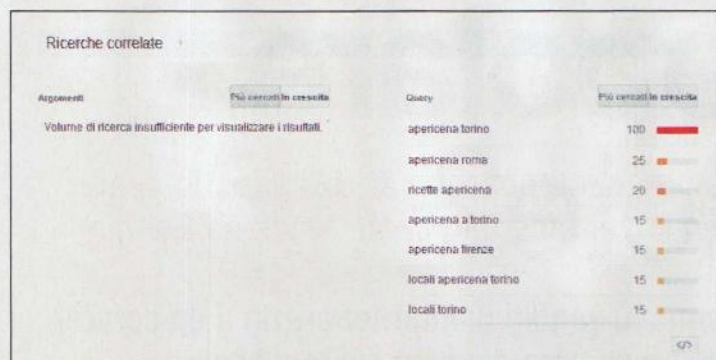 Ricerche correlate
Argomenti Più cercati In crescita
Volume di ricerca insufficiente per visualizzare i risultati.
Query Più cercati In crescita
apericena torino 100
apericena roma 25
ricette apericena 20
apericena a torino 15
apericena firenze 15
locali apericena torino 15
locali torino 15
</>